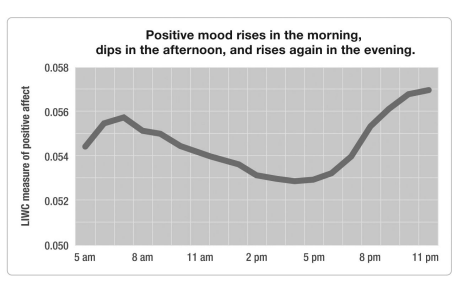 Positive mood rises in the morning,
dips in the afternoon, and rises again in the evening.
LIWC measure of positive affect
0.058
0.056
0.054
0.052
0.050
5 am 8 am 11 am 2 pm 5 pm 8 pm 11 pm